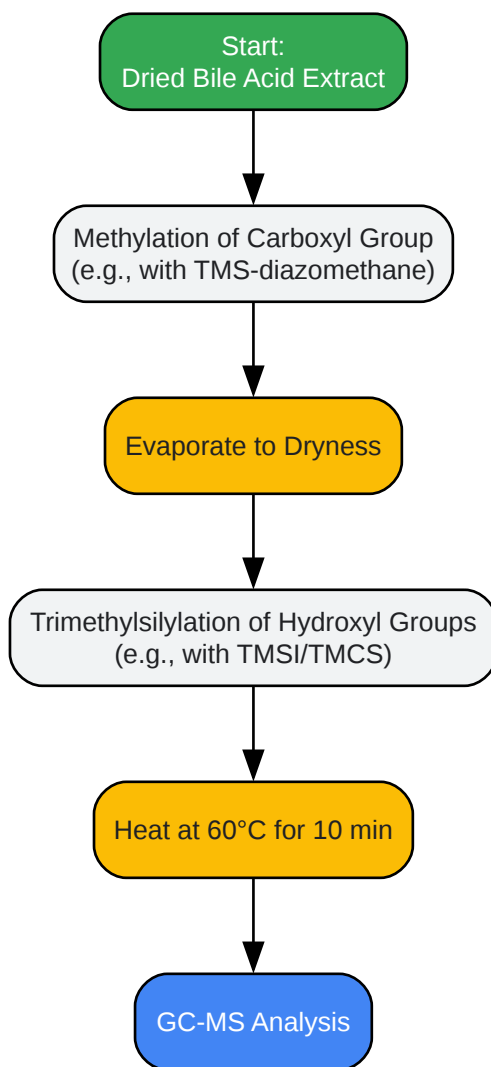 Start:
Dried Bile Acid Extract
Methylation of Carboxyl Group
(e.g., with TMS-diazomethane)
Evaporate to Dryness
Trimethylsilylation of Hydroxyl Groups
(e.g., with TMSI/TMCS)
Heat at 60°C for 10 min
GC-MS Analysis